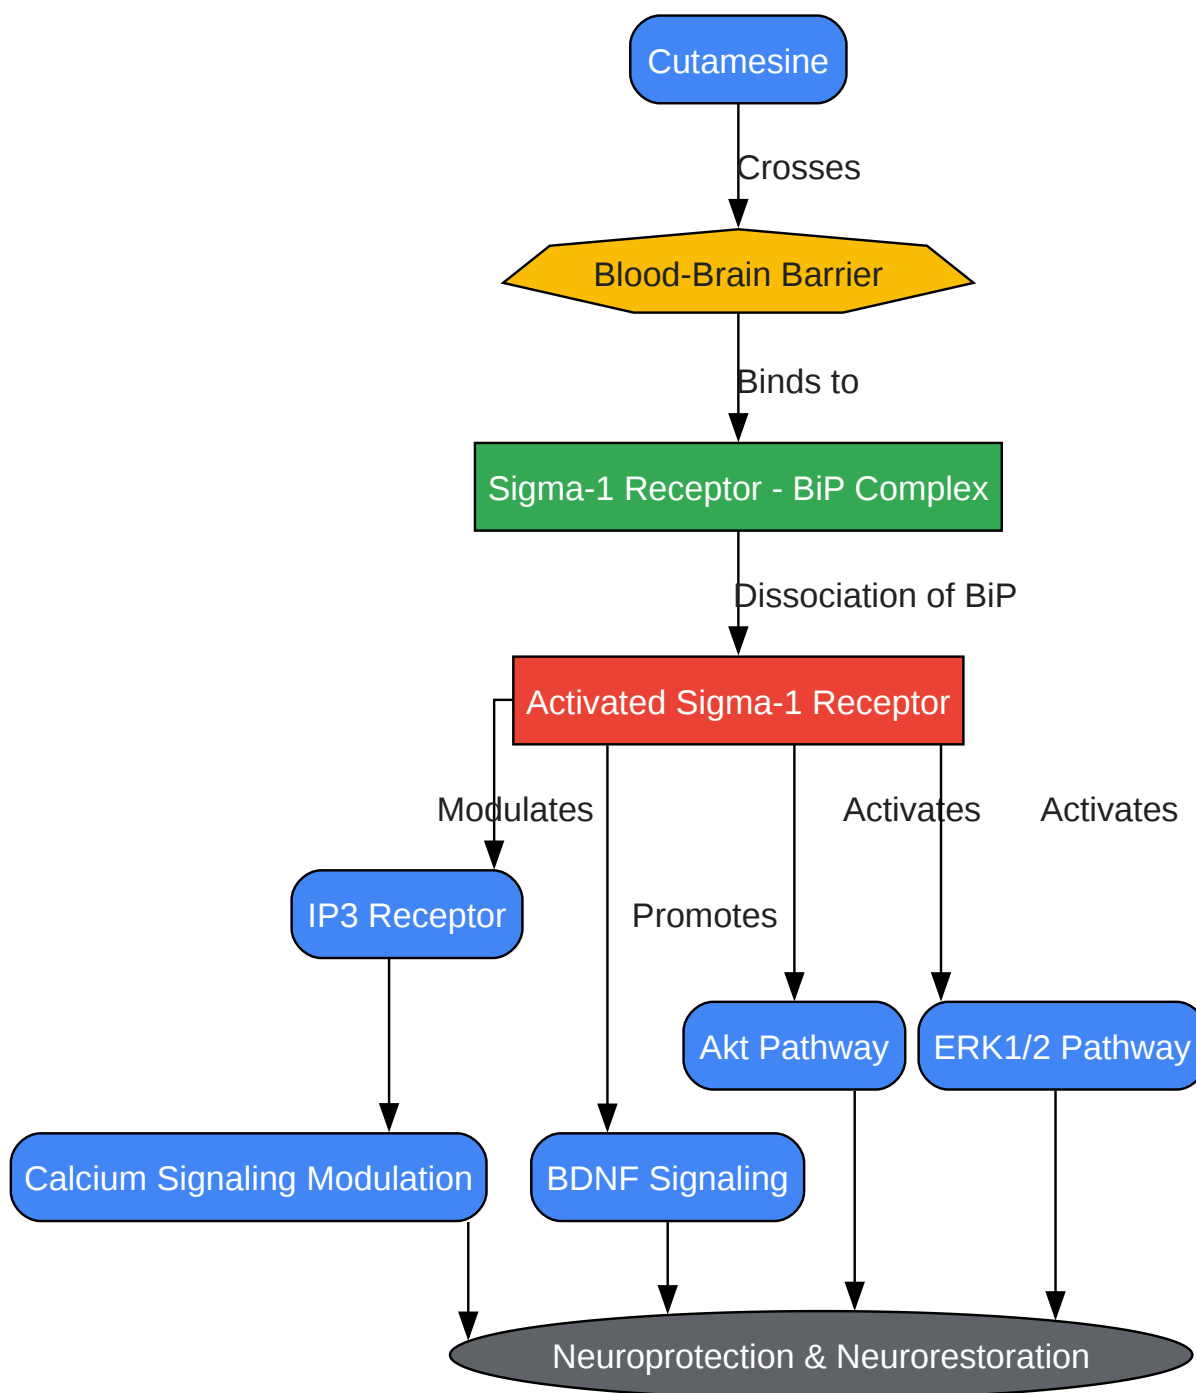 Cutamesine
Crosses
Blood-Brain Barrier
Binds to
Sigma-1 Receptor - BiP Complex
Dissociation of BiP
Activated Sigma-1 Receptor
Modulates
Activates
Activates
IP3 Receptor
Promotes
Akt Pathway
ERK1/2 Pathway
Calcium Signaling Modulation
BDNF Signaling
Neuroprotection & Neurorestoration